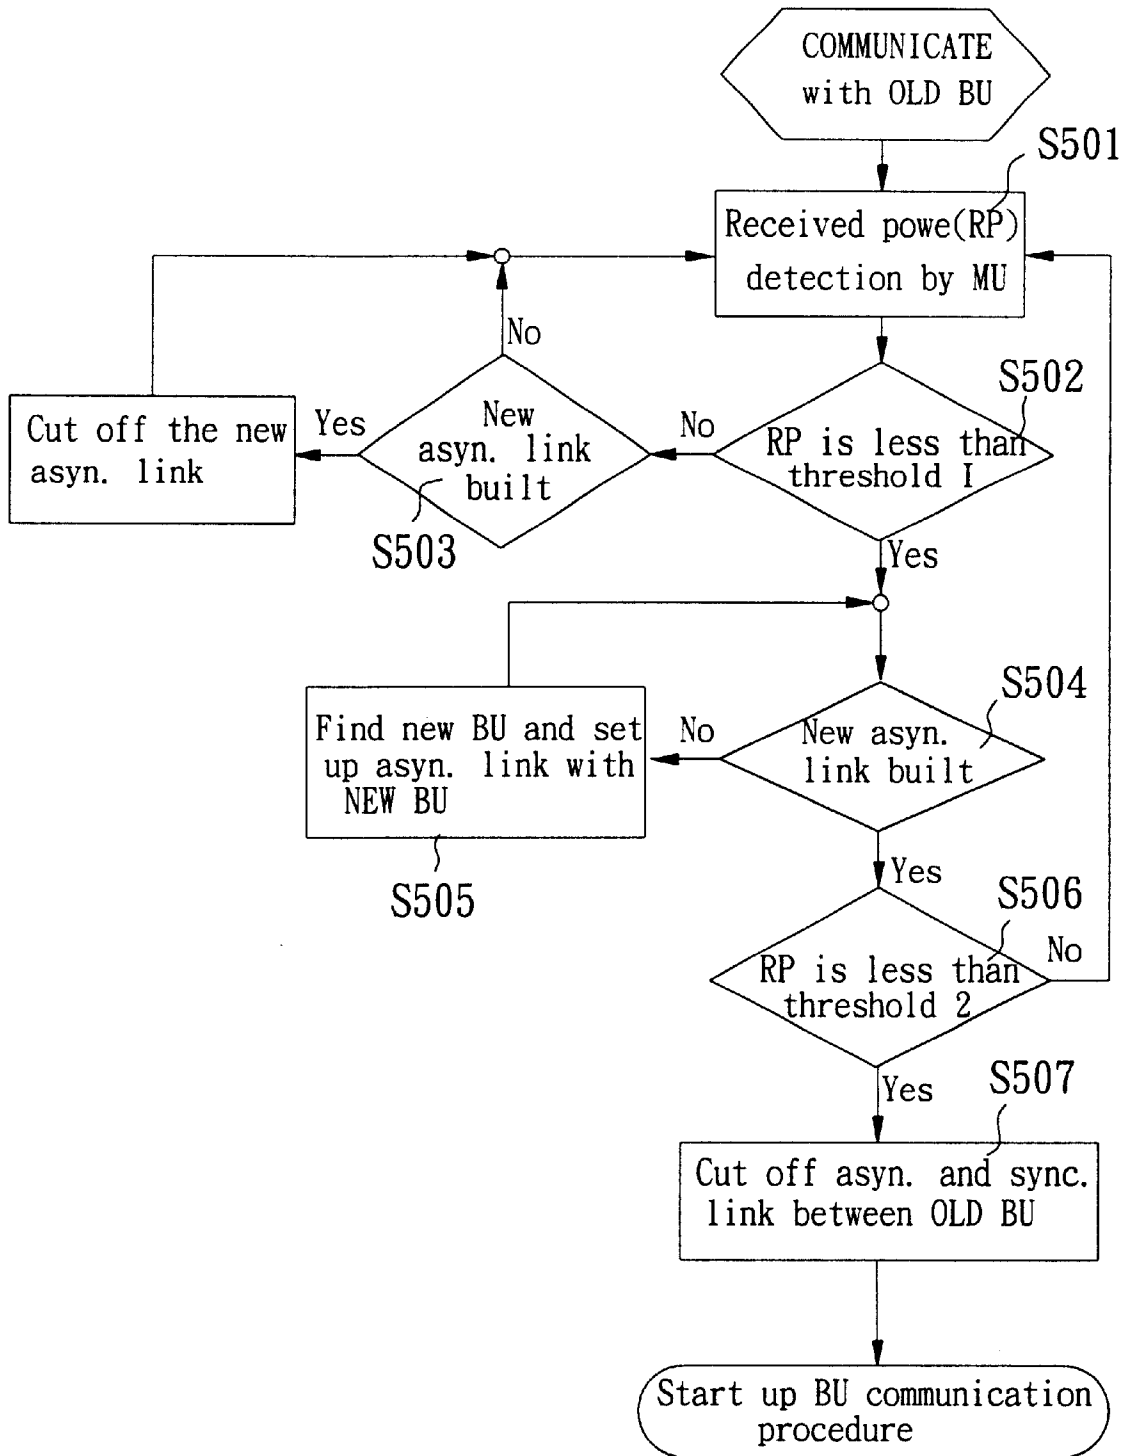 COMMUNICATE
with OLD BU
S501
Received powe(RP)
detection by MU
No
S502
Cut off the new
asyn. link
Yes
New
asyn. link
built
No
RP is less than
threshold 1
S503
Yes
S504
Find new BU and set
up asyn. link with
NEW BU
No
New asyn.
link built
S505
Yes
S506
No
RP is less than
threshold 2
Yes
S507
Cut off asyn. and sync.
link between OLD BU
Start up BU communication
procedure